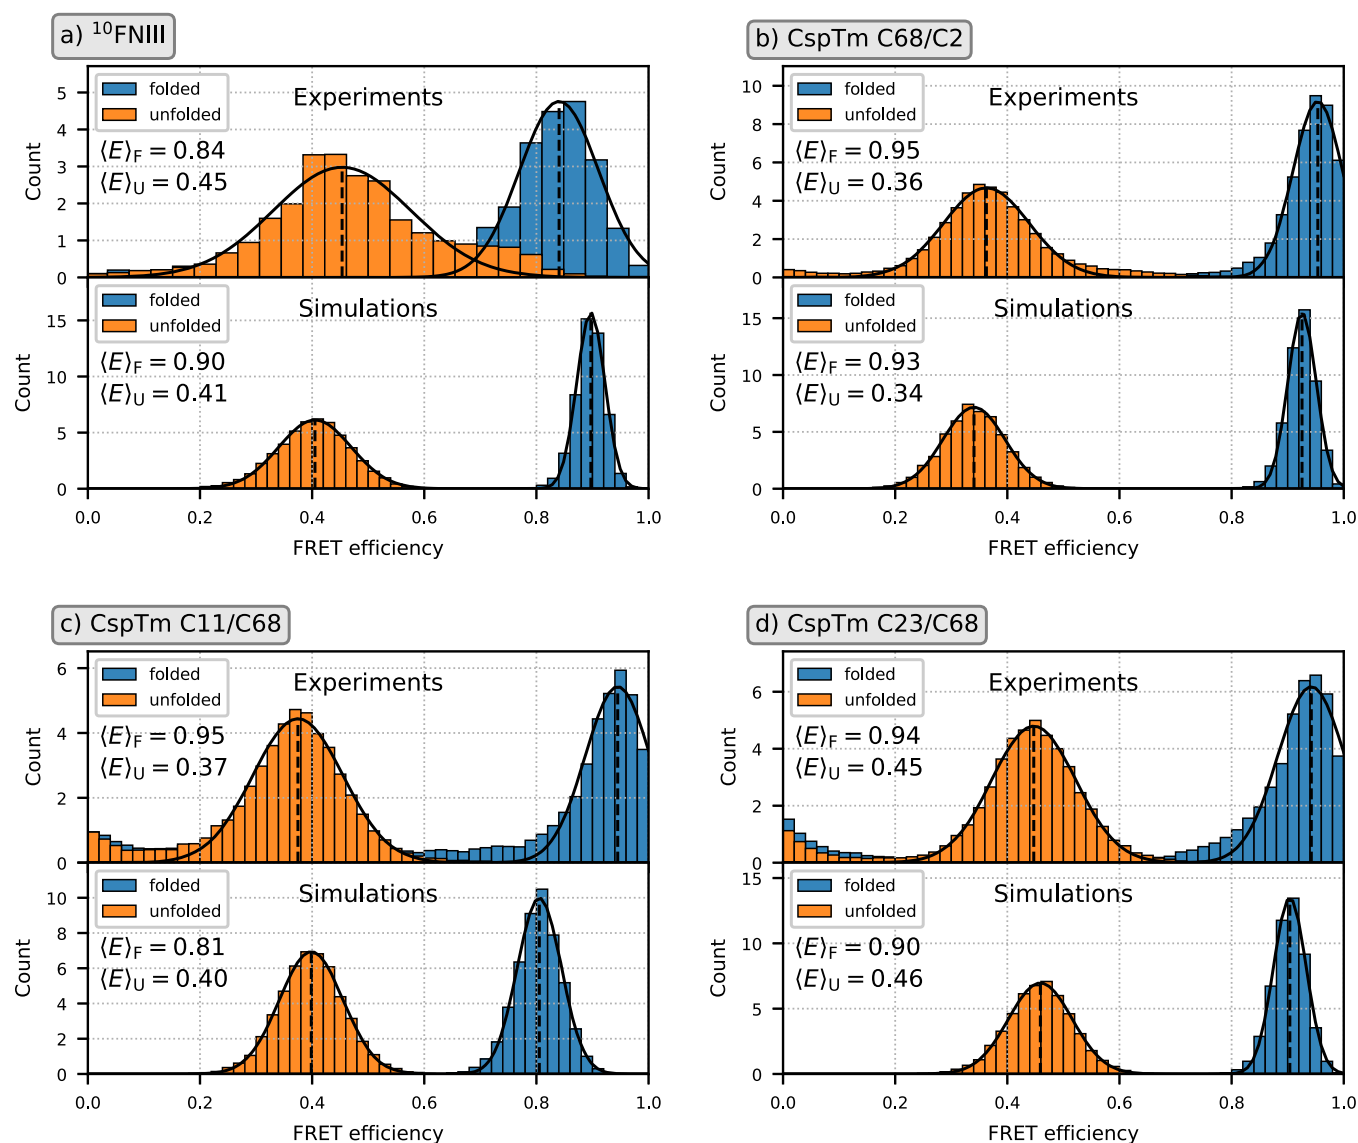 a) ¹⁰FNIII
folded
unfolded
Experiments
⟨E⟩F = 0.84
⟨E⟩U = 0.45
Count
5
4
3
2
1
0
folded
unfolded
Simulations
⟨E⟩F = 0.90
⟨E⟩U = 0.41
Count
15
10
5
0
0.0 0.2 0.4 0.6 0.8 1.0
FRET efficiency
b) CspTm C68/C2
folded
unfolded
Experiments
⟨E⟩F = 0.95
⟨E⟩U = 0.36
Count
10
8
6
4
2
0
folded
unfolded
Simulations
⟨E⟩F = 0.93
⟨E⟩U = 0.34
Count
15
10
5
0
0.0 0.2 0.4 0.6 0.8 1.0
FRET efficiency
c) CspTm C11/C68
folded
unfolded
Experiments
⟨E⟩F = 0.95
⟨E⟩U = 0.37
Count
6
4
2
0
folded
unfolded
Simulations
⟨E⟩F = 0.81
⟨E⟩U = 0.40
Count
10
8
6
4
2
0
0.0 0.2 0.4 0.6 0.8 1.0
FRET efficiency
d) CspTm C23/C68
folded
unfolded
Experiments
⟨E⟩F = 0.94
⟨E⟩U = 0.45
Count
6
4
2
0
folded
unfolded
Simulations
⟨E⟩F = 0.90
⟨E⟩U = 0.46
Count
15
10
5
0
0.0 0.2 0.4 0.6 0.8 1.0
FRET efficiency